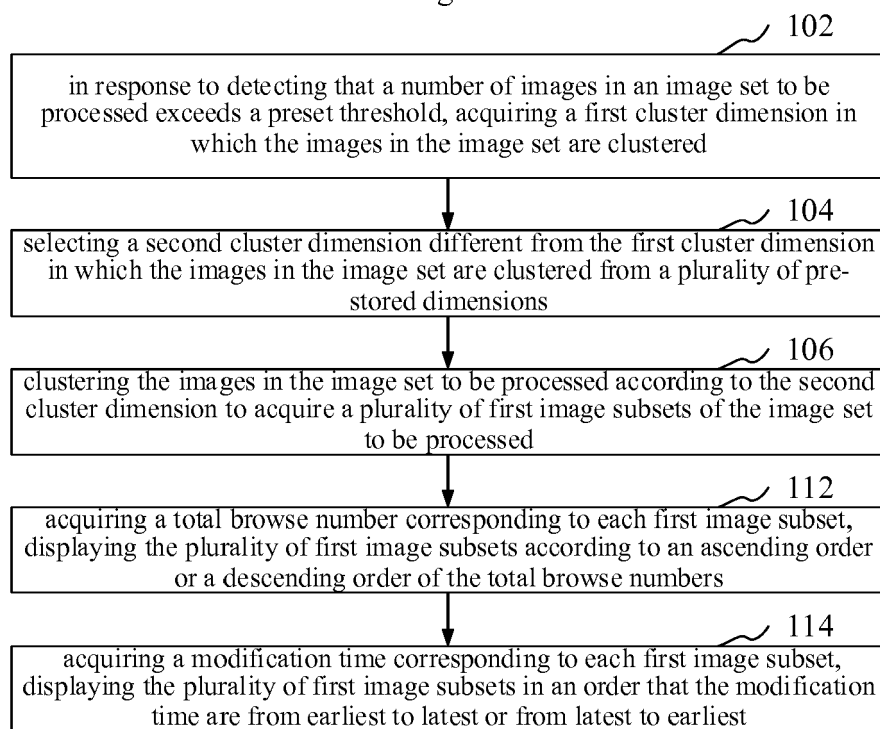 102
in response to detecting that a number of images in an image set to be
processed exceeds a preset threshold, acquiring a first cluster dimension in
which the images in the image set are clustered
104
selecting a second cluster dimension different from the first cluster dimension
in which the images in the image set are clustered from a plurality of pre-
stored dimensions
106
clustering the images in the image set to be processed according to the second
cluster dimension to acquire a plurality of first image subsets of the image set
to be processed
112
acquiring a total browse number corresponding to each first image subset,
displaying the plurality of first image subsets according to an ascending order
or a descending order of the total browse numbers
114
acquiring a modification time corresponding to each first image subset,
displaying the plurality of first image subsets in an order that the modification
time are from earliest to latest or from latest to earliest